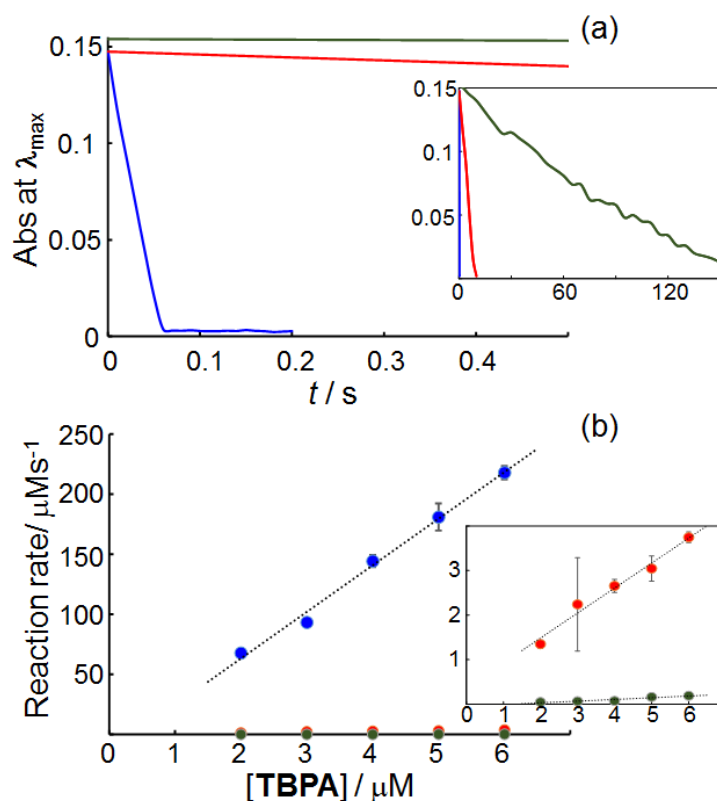 (a)
Abs at λmax
0.15
0.1
0.05
0
0 0.1 0.2 0.3 0.4
t / s
0.15
0.1
0.05
0 60 120
(b)
Reaction rate/ μMs-1
250
200
150
100
50
0 1 2 3 4 5 6
[TBPA] / μM
3
2
1
0 1 2 3 4 5 6